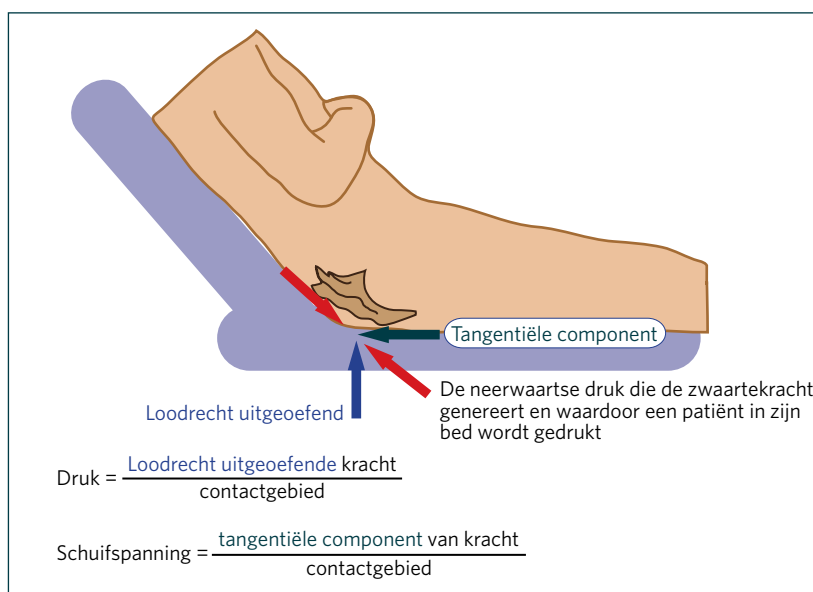 Tangentiële component
De neerwaartse druk die de zwaartekracht
genereert en waardoor een patiënt in zijn
bed wordt gedrukt
Loodrecht uitgeoefend
Druk = Loodrecht uitgeoefende kracht
contactgebied
Schuifspanning = tangentiële component van kracht
contactgebied